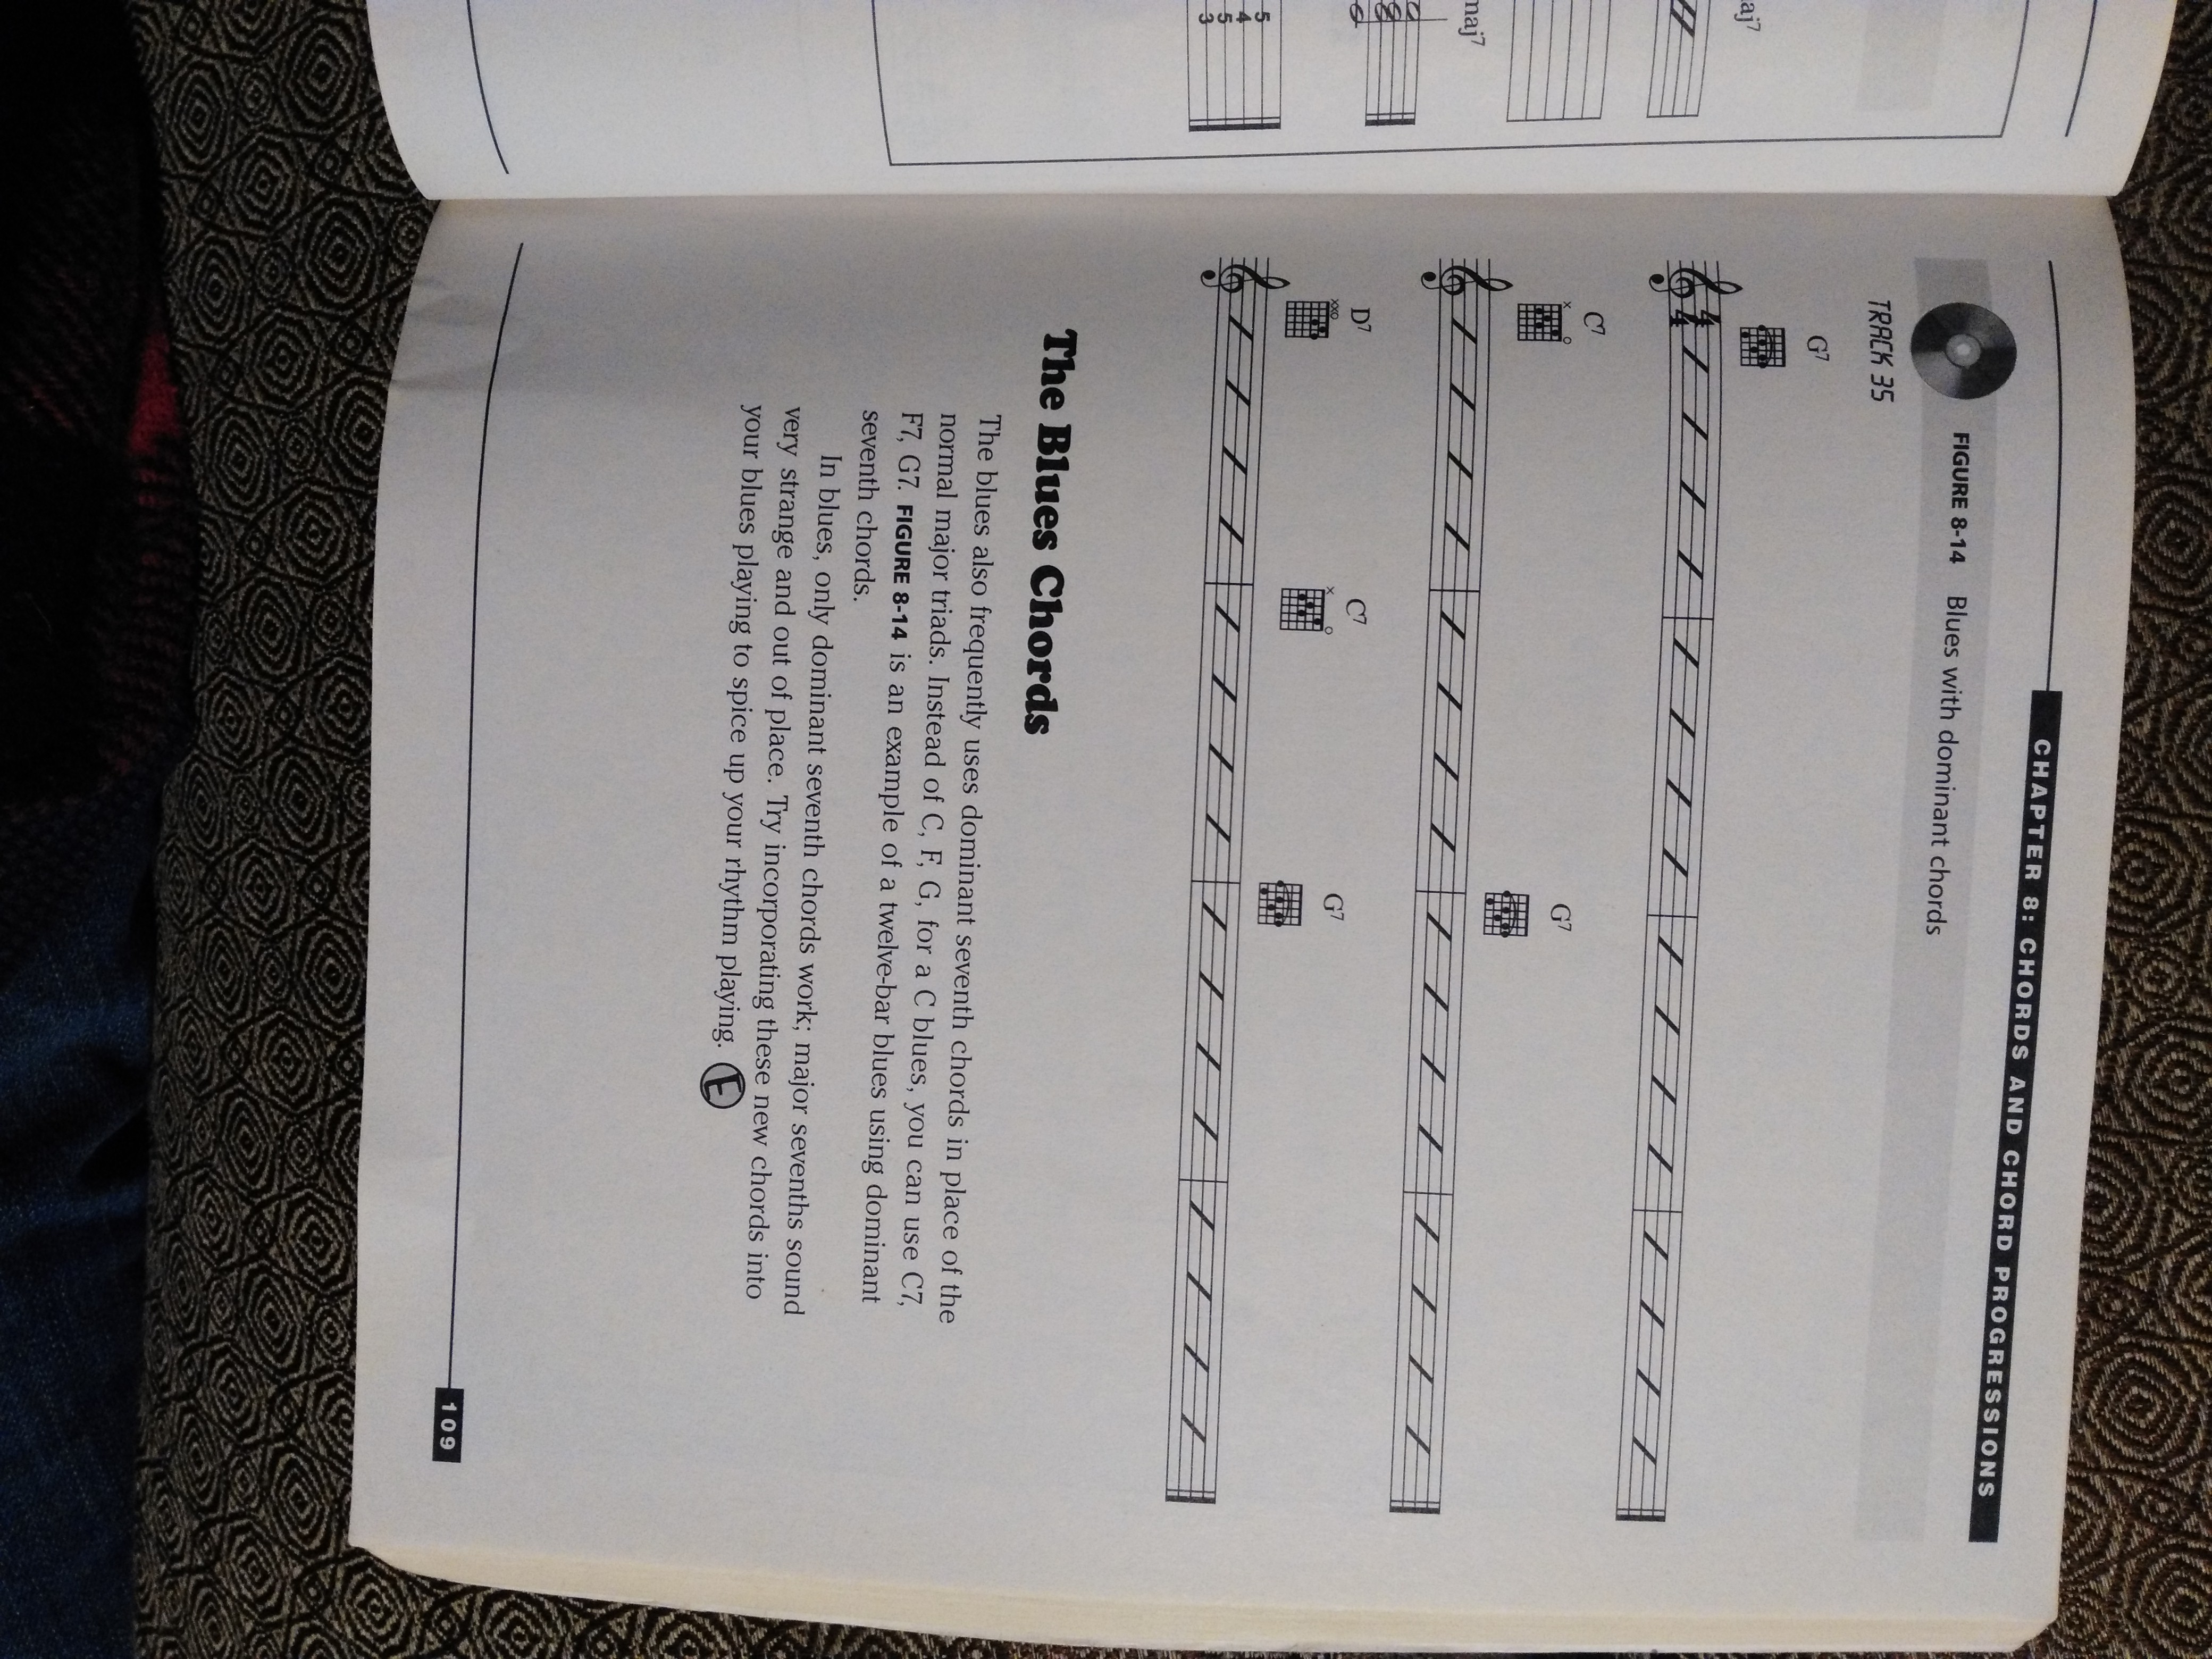 aj7
maj7
5
4
5
3
CHAPTER 8: CHORDS AND CHORD PROGRESSIONS
FIGURE 8-14 Blues with dominant chords
TRACK 35
G7
4
4
C7 G7
x o
D7 C7 G7
xxo x o
The Blues Chords
The blues also frequently uses dominant seventh chords in place of the
normal major triads. Instead of C, F, G, for a C blues, you can use C7,
F7, G7. FIGURE 8-14 is an example of a twelve-bar blues using dominant
seventh chords.
In blues, only dominant seventh chords work; major sevenths sound
very strange and out of place. Try incorporating these new chords into
your blues playing to spice up your rhythm playing. E
109